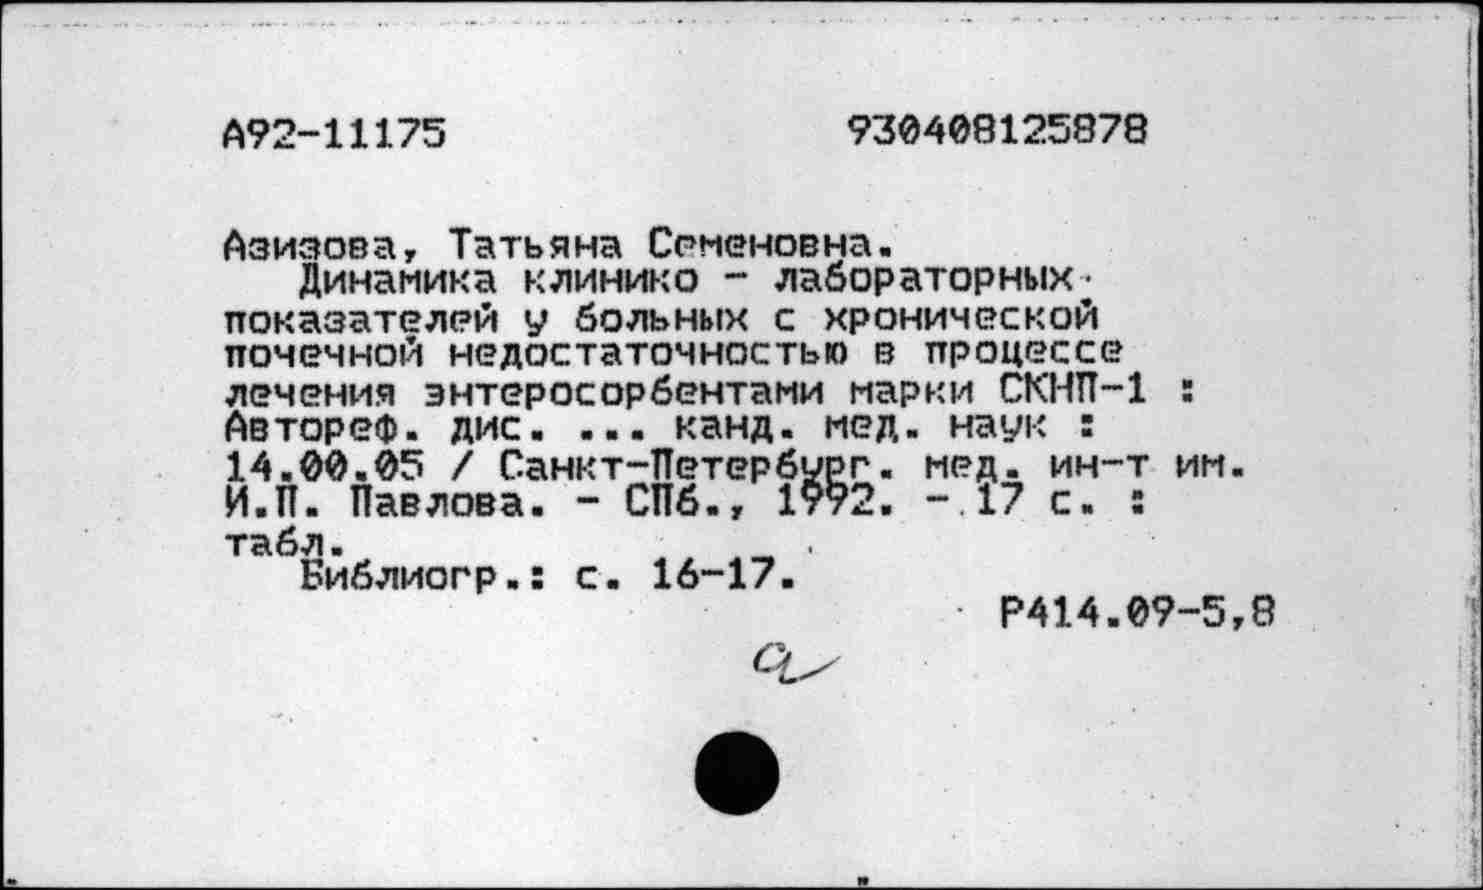 А92-11175 930408125878
Азизова, Татьяна Семеновна.
Динамика клинико - лабораторных
показателей у больных с хронической
почечной недостаточностью в процессе
лечения энтеросорбентами марки СКНП-1 :
Автореф. дис. ... канд. мед. наук :
14.00.05 / Санкт-Петербург. мед. ин-т им.
И.П. Павлова. - СПб., 1992. - 17 с. :
табл.
Библиогр.: с. 16-17.
Р414.09-5,8